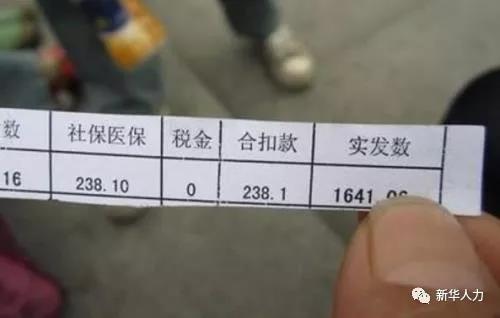 数 社保医保 税金 合扣款 实发数
16 238.10 0 238.1 1641.06
新华人力